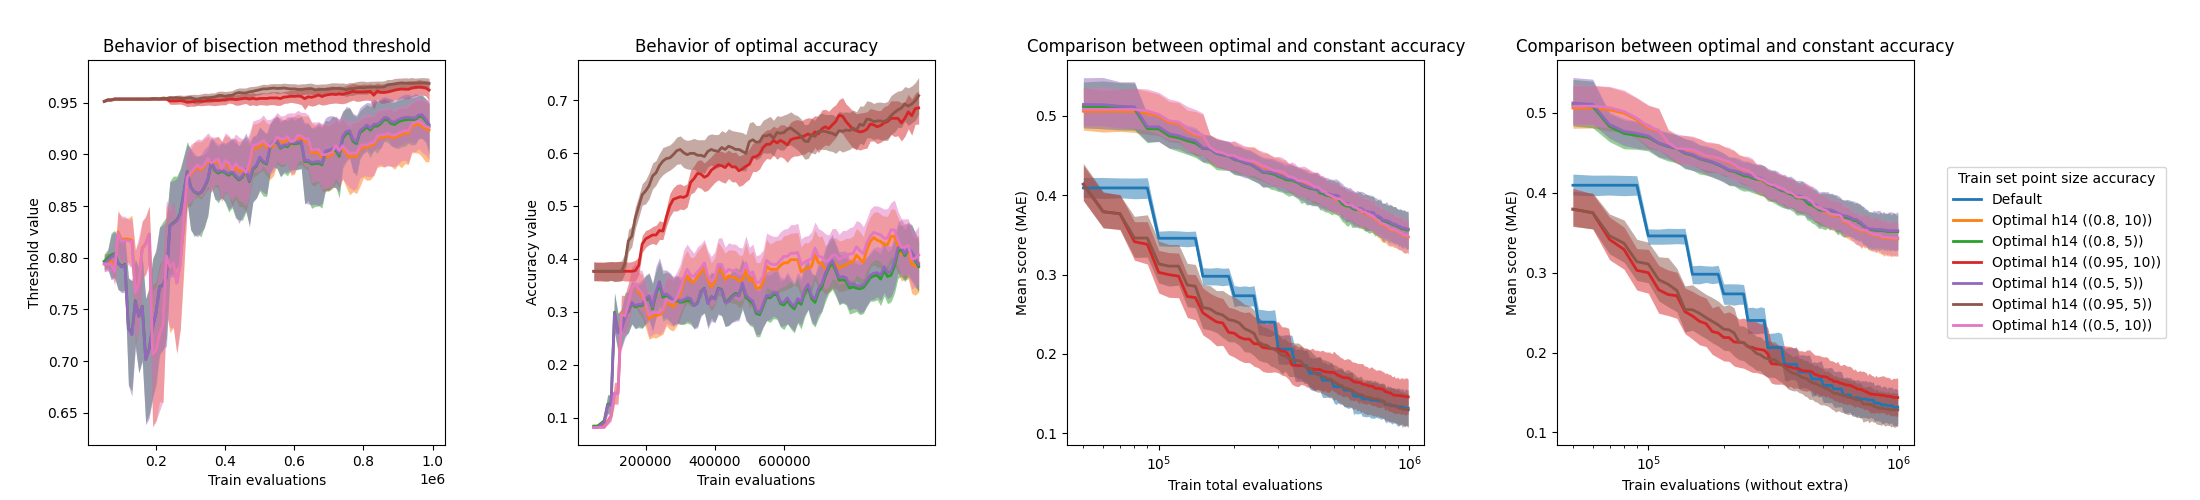 Behavior of bisection method threshold
Threshold value
0.95
0.90
0.85
0.80
0.75
0.70
0.65
0.2 0.4 0.6 0.8 1.0
1e6
Train evaluations
Behavior of optimal accuracy
Accuracy value
0.7
0.6
0.5
0.4
0.3
0.2
0.1
200000 400000 600000
Train evaluations
Comparison between optimal and constant accuracy
Mean score (MAE)
0.5
0.4
0.3
0.2
0.1
10^5 10^6
Train total evaluations
Comparison between optimal and constant accuracy
Mean score (MAE)
0.5
0.4
0.3
0.2
0.1
10^5 10^6
Train evaluations (without extra)
Train set point size accuracy
Default
Optimal h14 ((0.8, 10))
Optimal h14 ((0.8, 5))
Optimal h14 ((0.95, 10))
Optimal h14 ((0.5, 5))
Optimal h14 ((0.95, 5))
Optimal h14 ((0.5, 10))